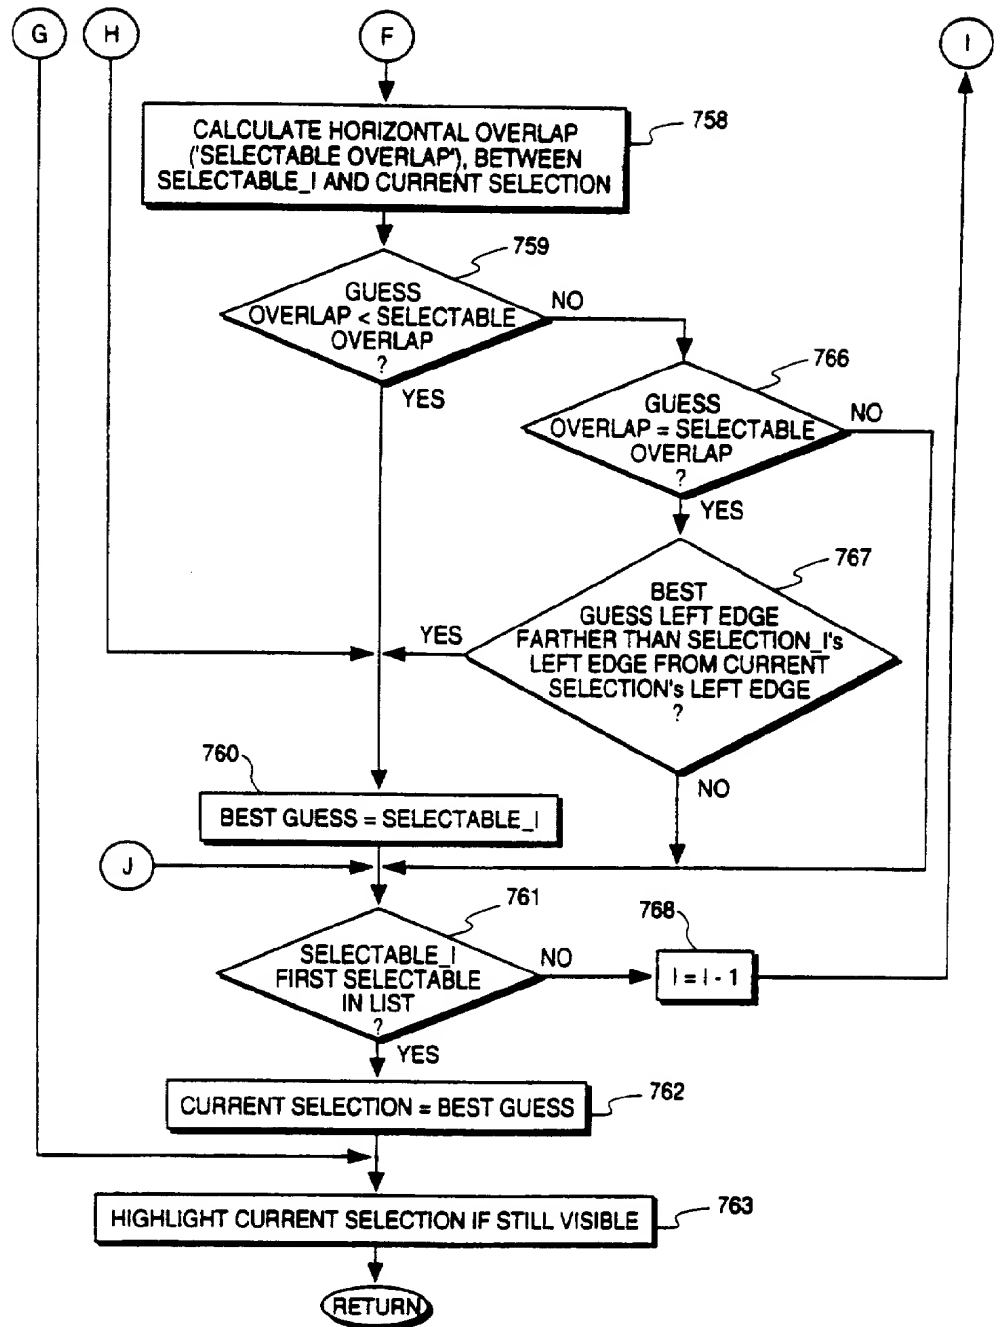 G
H
F
I
CALCULATE HORIZONTAL OVERLAP
('SELECTABLE OVERLAP'), BETWEEN
SELECTABLE_I AND CURRENT SELECTION
758
759
GUESS
OVERLAP < SELECTABLE
OVERLAP
?
NO
YES
766
GUESS
OVERLAP = SELECTABLE
OVERLAP
?
NO
YES
767
BEST
GUESS LEFT EDGE
FARTHER THAN SELECTION_I's
LEFT EDGE FROM CURRENT
SELECTION's LEFT EDGE
?
YES
NO
760
BEST GUESS = SELECTABLE_I
J
761
SELECTABLE_I
FIRST SELECTABLE
IN LIST
?
NO
YES
768
I = I - 1
CURRENT SELECTION = BEST GUESS
762
HIGHLIGHT CURRENT SELECTION IF STILL VISIBLE
763
RETURN